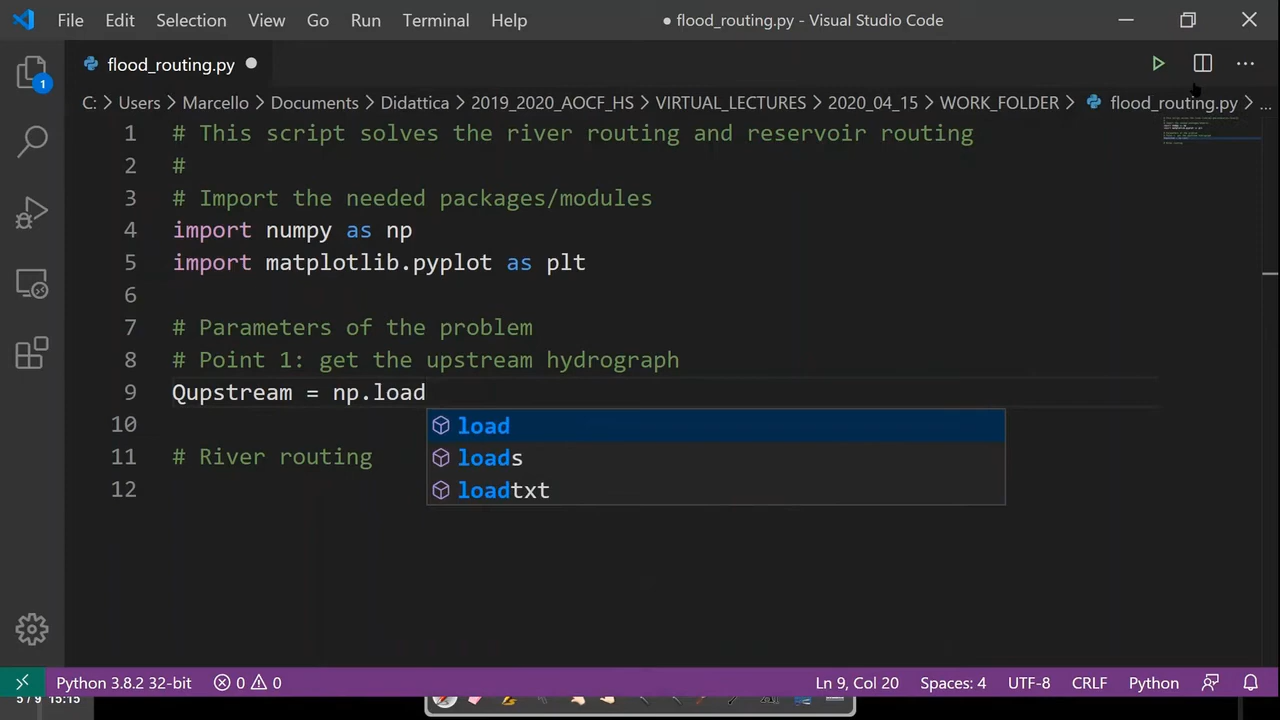 File Edit Selection View Go Run Terminal Help ● flood_routing.py - Visual Studio Code
flood_routing.py
1
C: > Users > Marcello > Documents > Didattica > 2019_2020_AOCF_HS > VIRTUAL_LECTURES > 2020_04_15 > WORK_FOLDER > flood_routing.py > ...
1 # This script solves the river routing and reservoir routing
2 #
3 # Import the needed packages/modules
4 import numpy as np
5 import matplotlib.pyplot as plt
6
7 # Parameters of the problem
8 # Point 1: get the upstream hydrograph
9 Qupstream = np.load
load
10
loads
11 # River routing
loadtxt
12
Python 3.8.2 32-bit 0 0 Ln 9, Col 20 Spaces: 4 UTF-8 CRLF Python
5 / 9 15:15